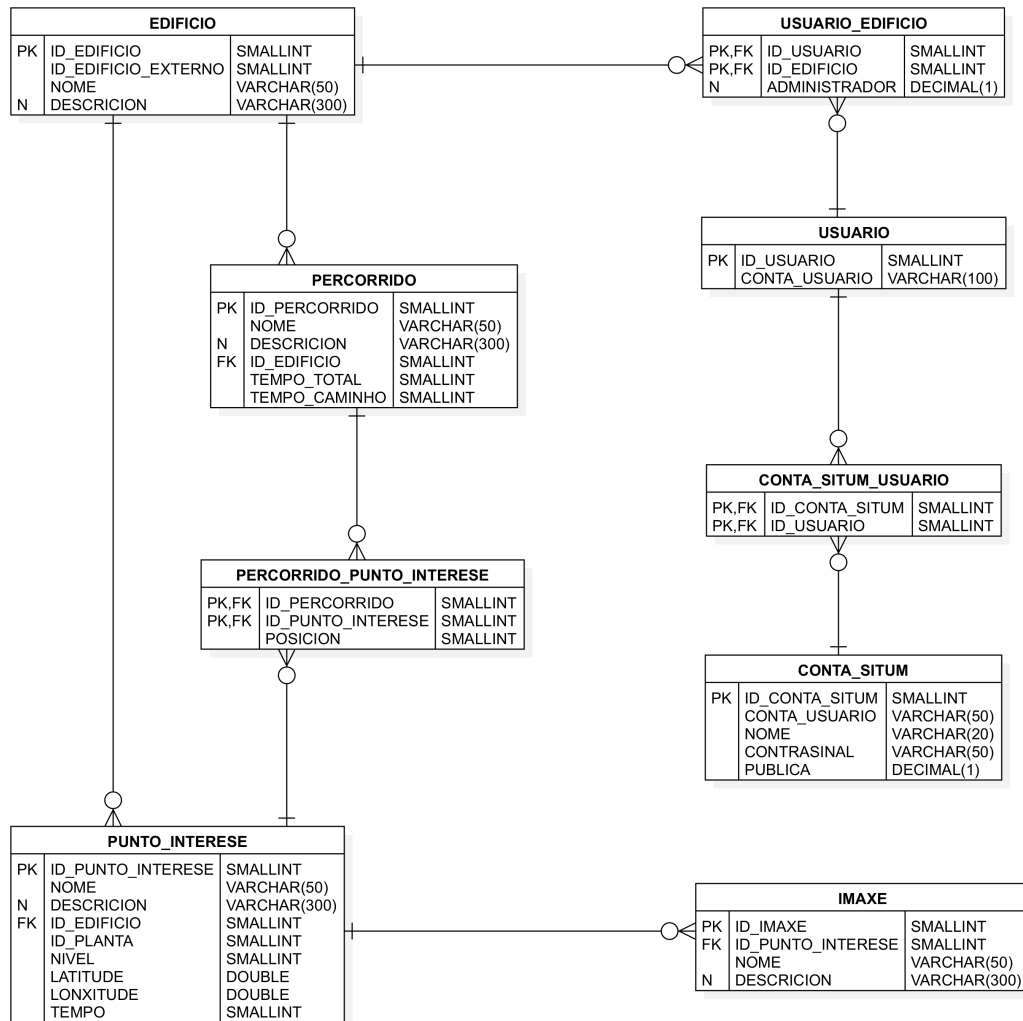 EDIFICIO
PK ID_EDIFICIO SMALLINT
ID_EDIFICIO_EXTERNO SMALLINT
NOME VARCHAR(50)
N DESCRICION VARCHAR(300)
USUARIO_EDIFICIO
PK,FK ID_USUARIO SMALLINT
PK,FK ID_EDIFICIO SMALLINT
N ADMINISTRADOR DECIMAL(1)
USUARIO
PK ID_USUARIO SMALLINT
CONTA_USUARIO VARCHAR(100)
PERCORRIDO
PK ID_PERCORRIDO SMALLINT
NOME VARCHAR(50)
N DESCRICION VARCHAR(300)
FK ID_EDIFICIO SMALLINT
TEMPO_TOTAL SMALLINT
TEMPO_CAMINHO SMALLINT
CONTA_SITUM_USUARIO
PK,FK ID_CONTA_SITUM SMALLINT
PK,FK ID_USUARIO SMALLINT
PERCORRIDO_PUNTO_INTERESE
PK,FK ID_PERCORRIDO SMALLINT
PK,FK ID_PUNTO_INTERESE SMALLINT
POSICION SMALLINT
CONTA_SITUM
PK ID_CONTA_SITUM SMALLINT
CONTA_USUARIO VARCHAR(50)
NOME VARCHAR(20)
CONTRASINAL VARCHAR(50)
PUBLICA DECIMAL(1)
PUNTO_INTERESE
PK ID_PUNTO_INTERESE SMALLINT
NOME VARCHAR(50)
N DESCRICION VARCHAR(300)
FK ID_EDIFICIO SMALLINT
ID_PLANTA SMALLINT
NIVEL SMALLINT
LATITUDE DOUBLE
LONXITUDE DOUBLE
TEMPO SMALLINT
IMAXE
PK ID_IMAXE SMALLINT
FK ID_PUNTO_INTERESE SMALLINT
NOME VARCHAR(50)
N DESCRICION VARCHAR(300)